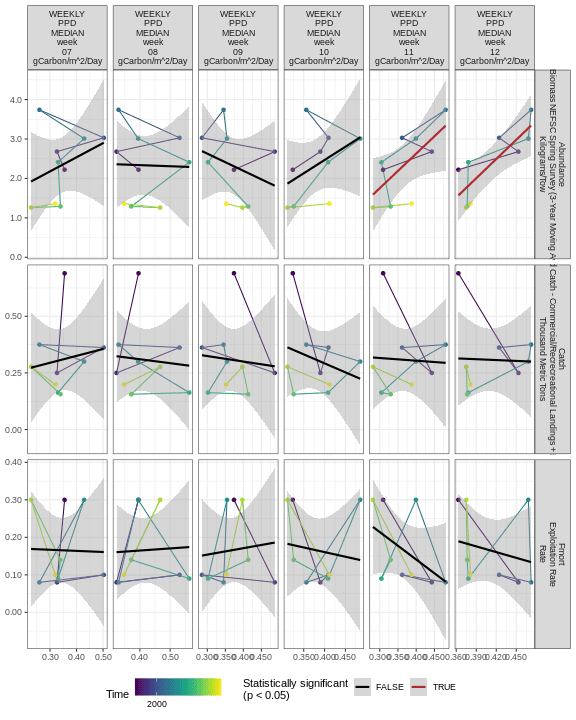 WEEKLY
PPD
MEDIAN
week
07
gCarbon/m^2/Day
WEEKLY
PPD
MEDIAN
week
08
gCarbon/m^2/Day
WEEKLY
PPD
MEDIAN
week
09
gCarbon/m^2/Day
WEEKLY
PPD
MEDIAN
week
10
gCarbon/m^2/Day
WEEKLY
PPD
MEDIAN
week
11
gCarbon/m^2/Day
WEEKLY
PPD
MEDIAN
week
12
gCarbon/m^2/Day
4.0
3.0
2.0
1.0
0.0
Abundance
Biomass NEFSC Spring Survey (3-Year Moving
Kilograms/Tow
0.50
0.25
0.00
Catch
Catch - Commercial/Recreational Landings +
Thousand Metric Tons
0.40
0.30
0.20
0.10
0.00
Fmort
Exploitation Rate
Rate
0.30 0.40 0.50
0.40 0.50
0.300 0.350 0.400 0.450
0.350 0.400 0.450
0.300 0.350 0.400 0.450
0.360 0.390 0.420 0.450
Time
2000
Statistically significant
(p < 0.05)
FALSE
TRUE